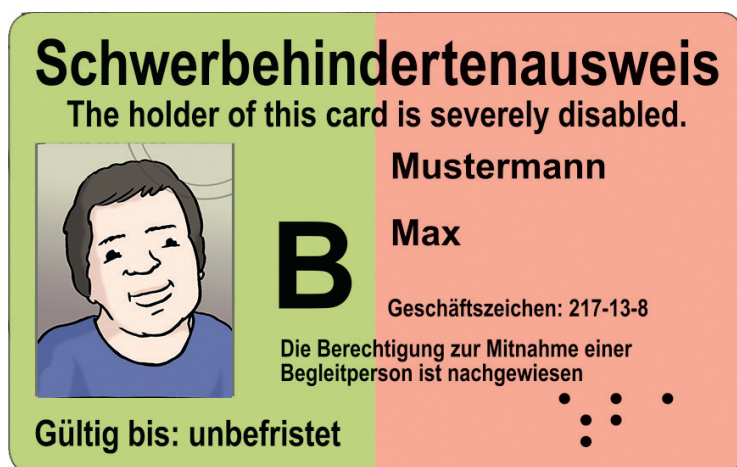 Schwerbehindertenausweis
The holder of this card is severely disabled.
Mustermann
Max
B
Geschäftszeichen: 217-13-8
Die Berechtigung zur Mitnahme einer
Begleitperson ist nachgewiesen
Gültig bis: unbefristet